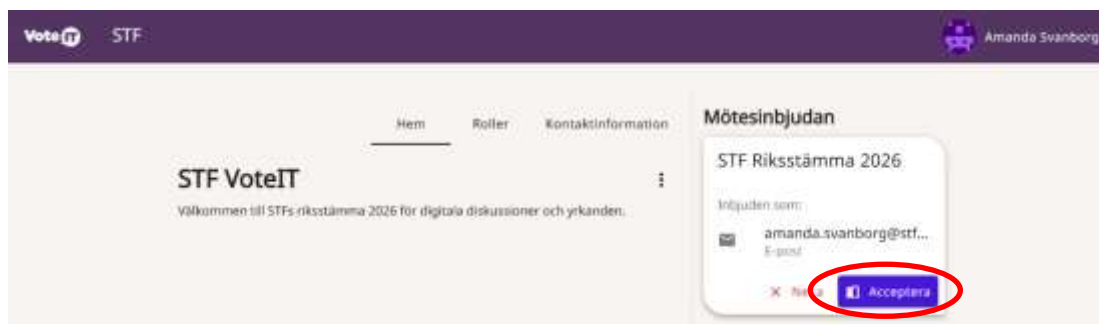 VoteIT STF Amanda Svanborg
Hem Roller Kontaktinformation
STF VoteIT
Välkommen till STFs riksstämma 2026 för digitala diskussioner och yrkanden.
Mötesinbjudan
STF Riksstämma 2026
Inbjuden som:
amanda.svanborg@stf...
E-post
Acceptera